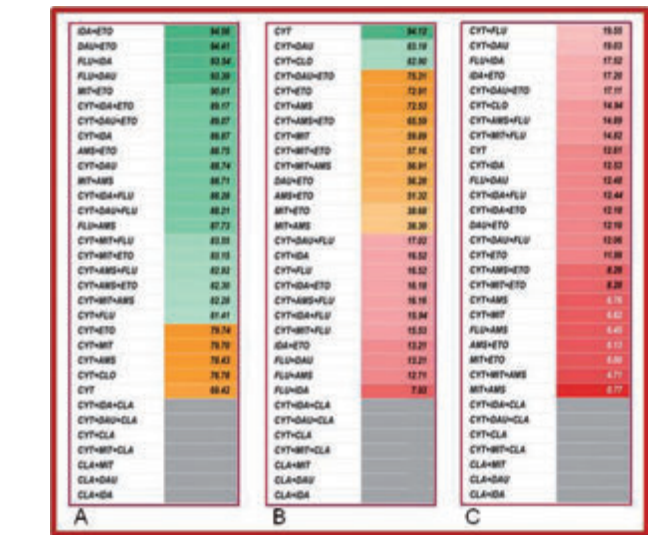 IDA+ETO 94.56
DAU+ETO 94.41
FLU+IDA 93.54
FLU+DAU 93.39
MIT+ETO 90.01
CYT+IDA+ETO 89.17
CYT+DAU+ETO 89.07
CYT+IDA
AMS+ETO 88.75
CYT+DAU 88.74
MIT+AMS 88.71
CYT+IDA+FLU
CYT+DAU+FLU 88.21
FLU+AMS 87.73
CYT+MIT+FLU
CYT+MIT+ETO 83.15
CYT+AMS+FLU 82.92
CYT+AMS+ETO 82.30
CYT+MIT+AMS 82.28
CYT+FLU 81.41
CYT+ETO 79.74
CYT+MIT 79.70
CYT+AMS 78.43
CYT+CLO 76.78
CYT 69.42
CYT+IDA+CLA
CYT+DAU+CLA
CYT+CLA
CYT+MIT+CLA
CLA+MIT
CLA+DAU
CLA+IDA
A
CYT 94.12
CYT+DAU 83.19
CYT+CLO 82.90
CYT+DAU+ETO 75.31
CYT+ETO 72.91
CYT+AMS 72.53
CYT+AMS+ETO 65.59
CYT+MIT 59.89
CYT+MIT+ETO 57.16
CYT+MIT+AMS 56.91
DAU+ETO 56.28
AMS+ETO 51.32
MIT+ETO
MIT+AMS 38.30
CYT+DAU+FLU 17.02
CYT+IDA 16.52
CYT+FLU 16.52
CYT+IDA+ETO 16.18
CYT+AMS+FLU 16.16
CYT+IDA+FLU 15.94
CYT+MIT+FLU 15.53
IDA+ETO 13.21
FLU+DAU 13.21
FLU+AMS 12.71
FLU+IDA 7.93
CYT+IDA+CLA
CYT+DAU+CLA
CYT+CLA
CYT+MIT+CLA
CLA+MIT
CLA+DAU
CLA+IDA
B
CYT+FLU 19.55
CYT+DAU 19.03
FLU+IDA 17.52
IDA+ETO 17.28
CYT+DAU+ETO 17.11
CYT+CLO 14.94
CYT+AMS+FLU 14.89
CYT+MIT+FLU 14.82
CYT 12.81
CYT+IDA 12.53
FLU+DAU 12.48
CYT+IDA+FLU 12.44
CYT+IDA+ETO 12.18
DAU+ETO 12.10
CYT+DAU+FLU 12.06
CYT+ETO 11.99
CYT+AMS+ETO 8.28
CYT+MIT+ETO 8.28
CYT+AMS 6.76
CYT+MIT
FLU+AMS 6.45
AMS+ETO 6.13
MIT+ETO
CYT+MIT+AMS 4.71
MIT+AMS 0.77
CYT+IDA+CLA
CYT+DAU+CLA
CYT+CLA
CYT+MIT+CLA
CLA+MIT
CLA+DAU
CLA+IDA
C